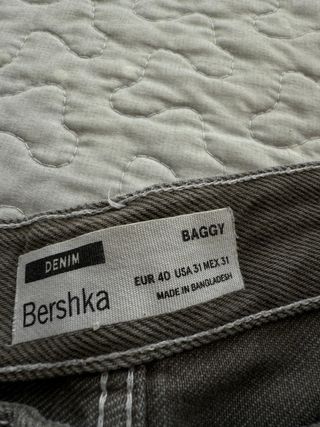 DENIM
BAGGY
Bershka
EUR 40 USA 31 MEX 31
MADE IN BANGLADESH